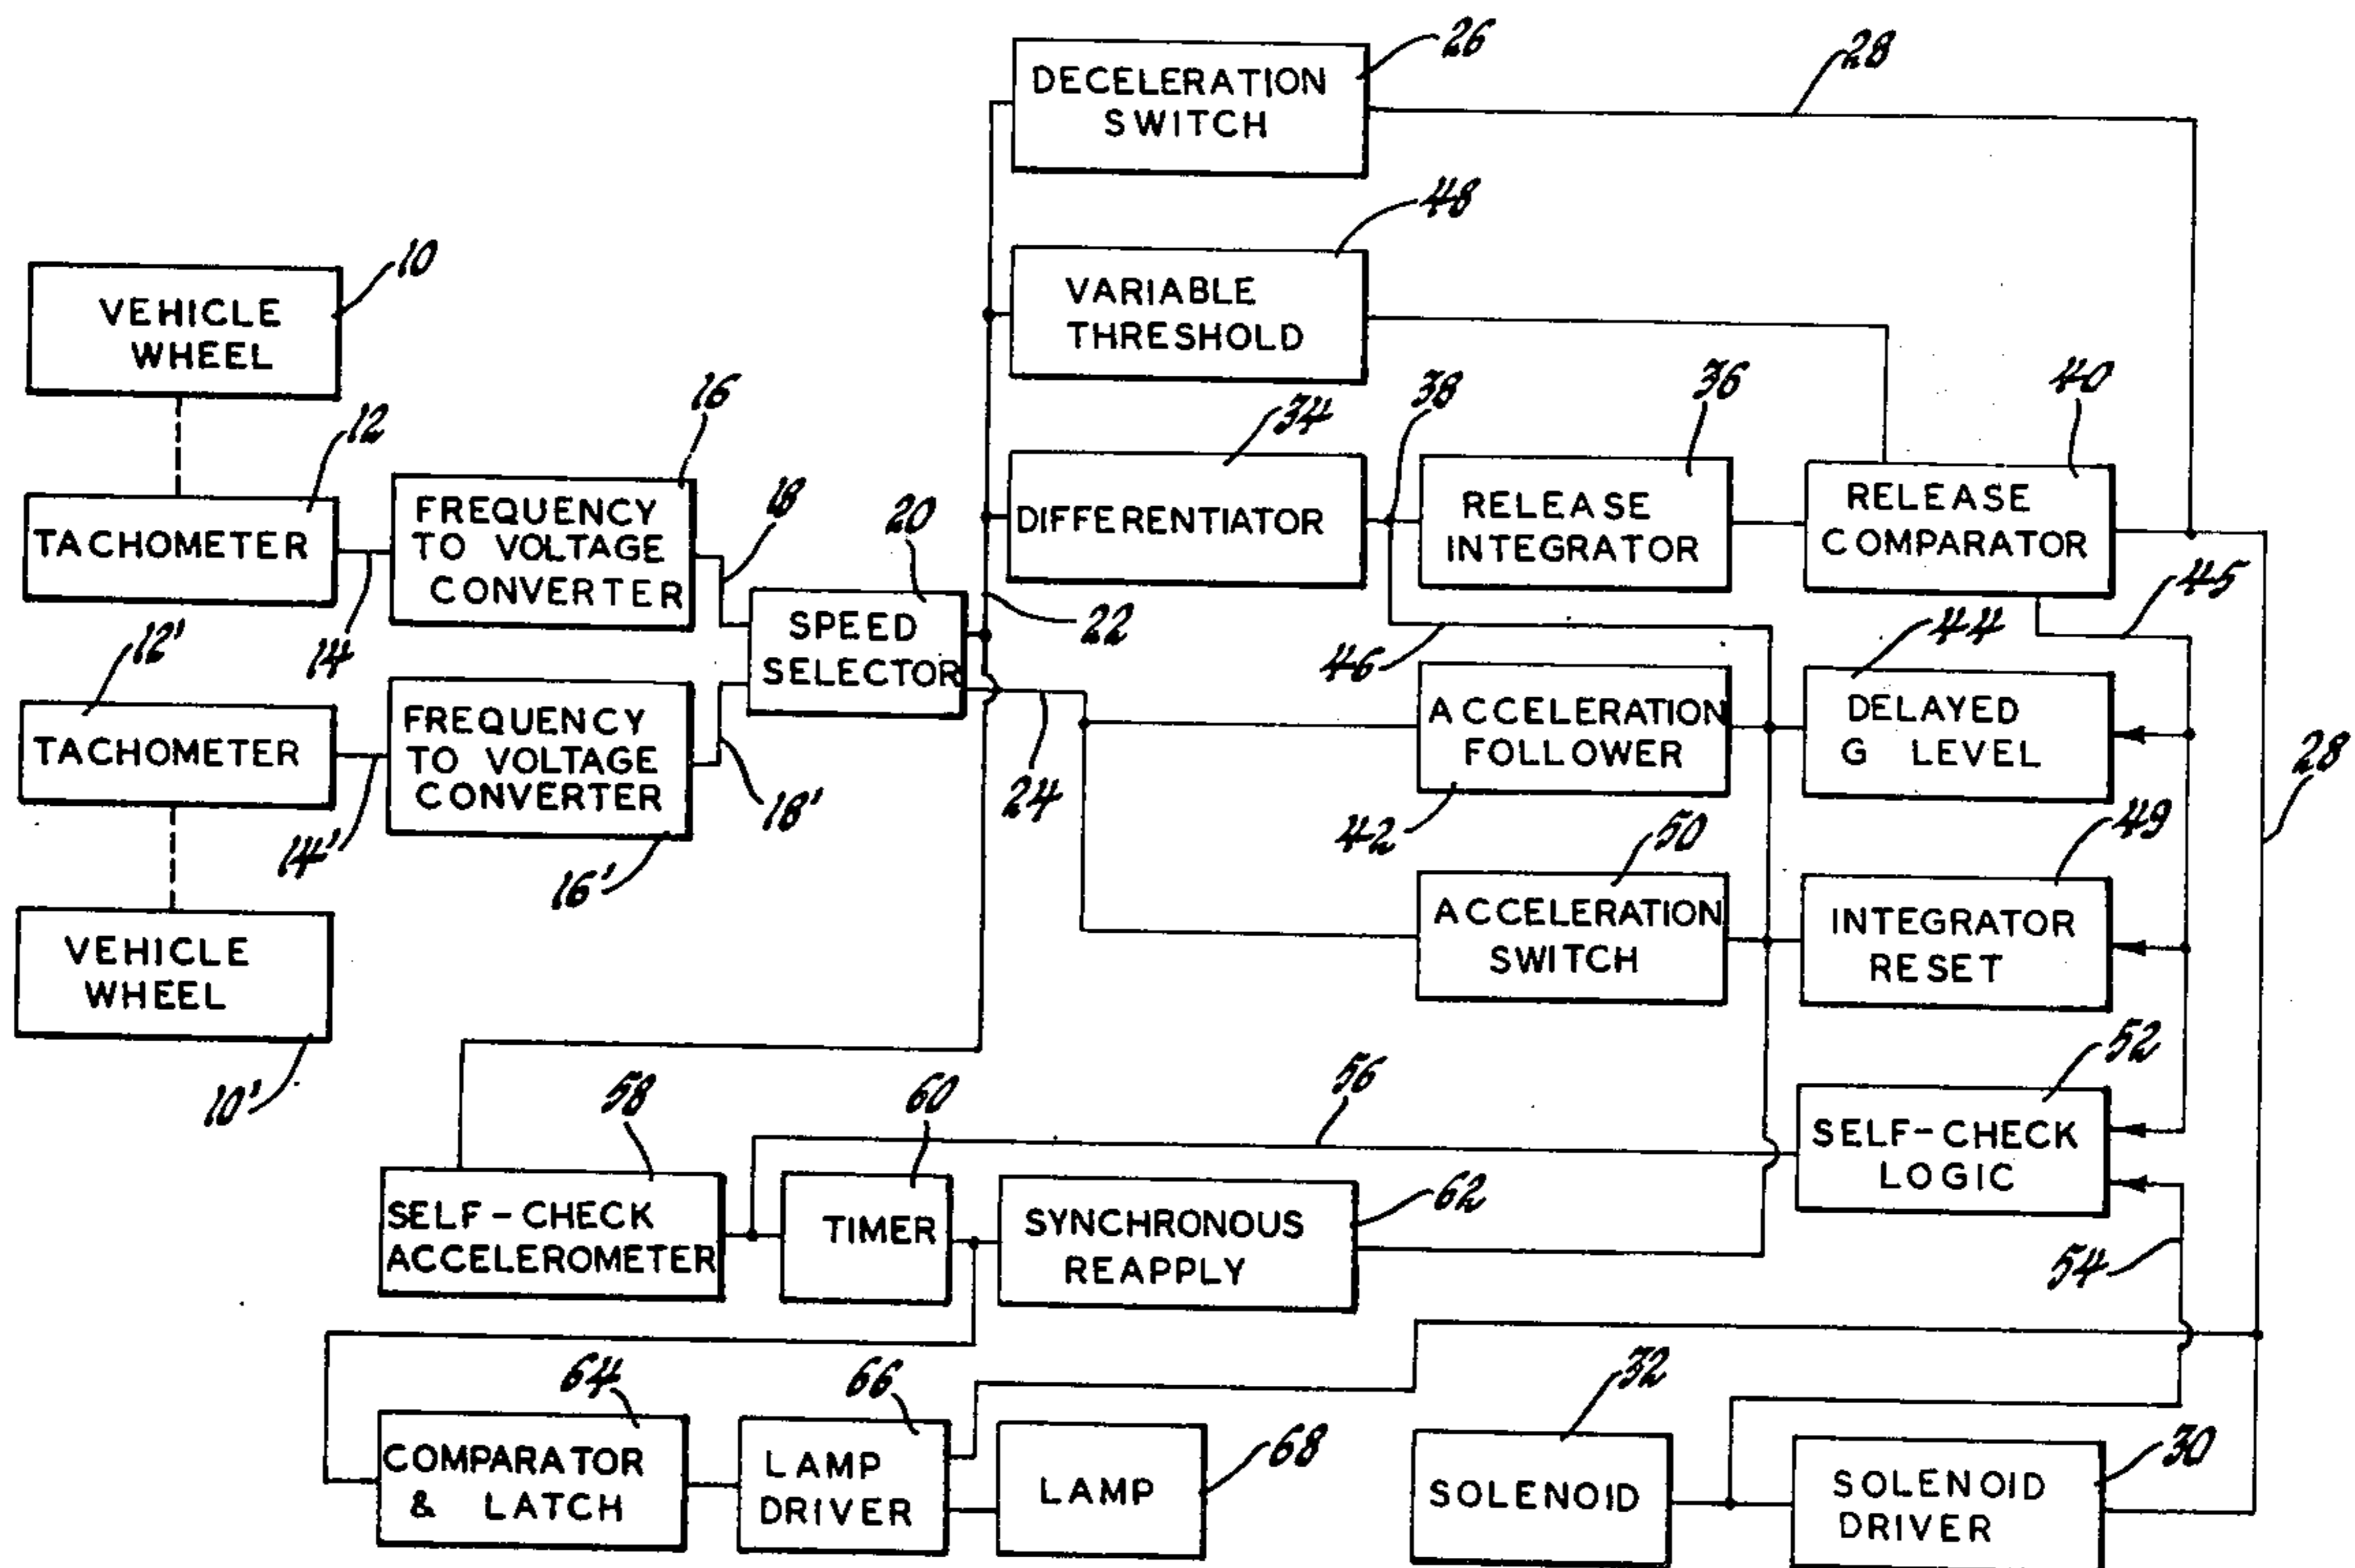 DECELERATION
SWITCH
26
28
VARIABLE
THRESHOLD
48
VEHICLE
WHEEL
10
TACHOMETER
12
14
FREQUENCY
TO VOLTAGE
CONVERTER
16
18
SPEED
SELECTOR
20
22
24
DIFFERENTIATOR
34
38
RELEASE
INTEGRATOR
36
RELEASE
COMPARATOR
40
45
46
TACHOMETER
12'
14'
FREQUENCY
TO VOLTAGE
CONVERTER
16'
18'
ACCELERATION
FOLLOWER
42
DELAYED
G LEVEL
44
28
VEHICLE
WHEEL
10'
ACCELERATION
SWITCH
50
INTEGRATOR
RESET
49
SELF-CHECK
LOGIC
52
54
56
SELF-CHECK
ACCELEROMETER
58
TIMER
60
SYNCHRONOUS
REAPPLY
62
COMPARATOR
& LATCH
64
LAMP
DRIVER
66
LAMP
68
SOLENOID
32
SOLENOID
DRIVER
30